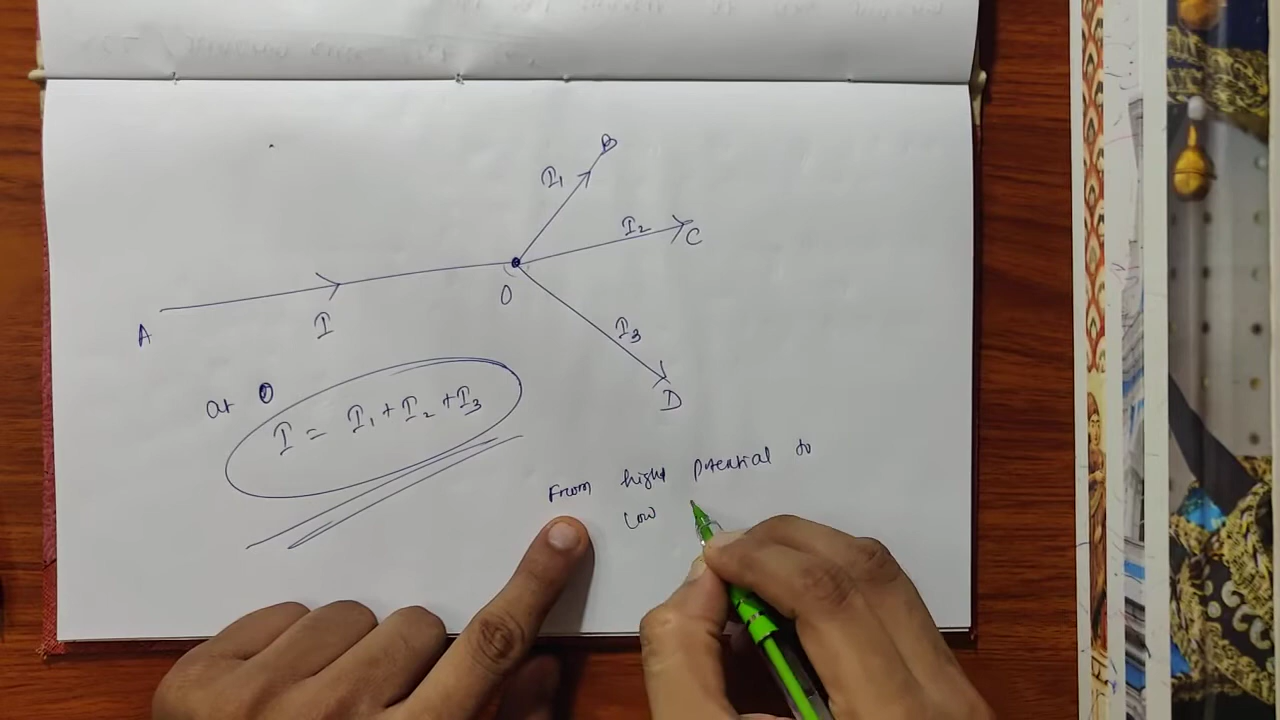 B
I₁
I₂
C
O
A
I
I₃
D
at O
I = I₁ + I₂ + I₃
From high potential to
low